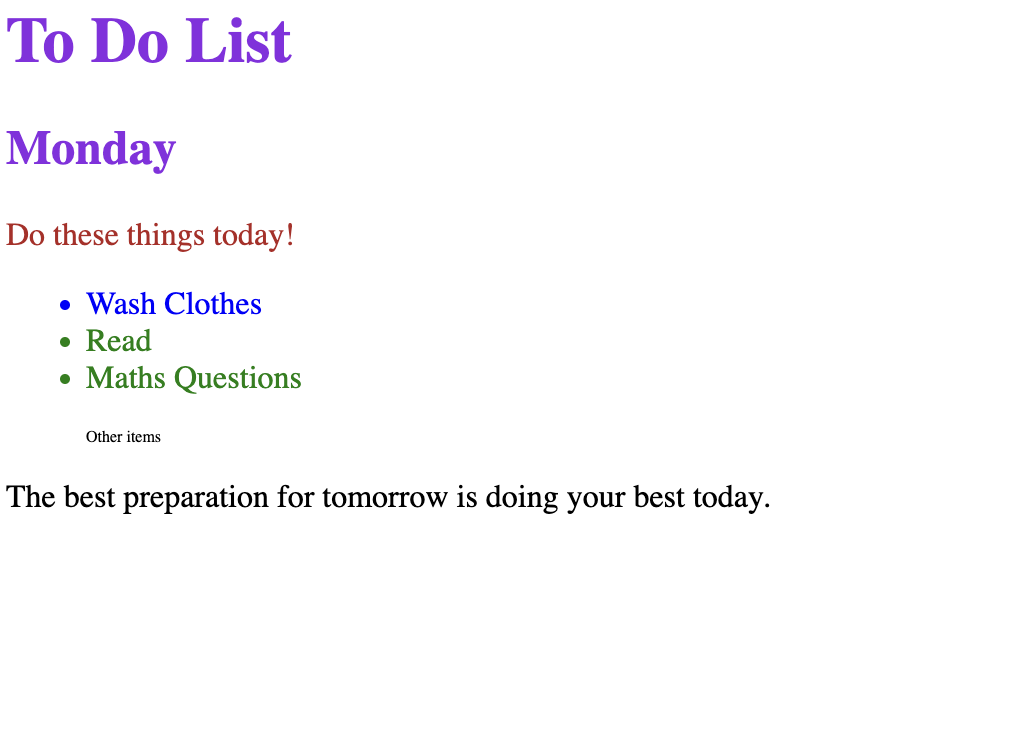 To Do List
Monday
Do these things today!
Wash Clothes
Read
Maths Questions
Other items
The best preparation for tomorrow is doing your best today.